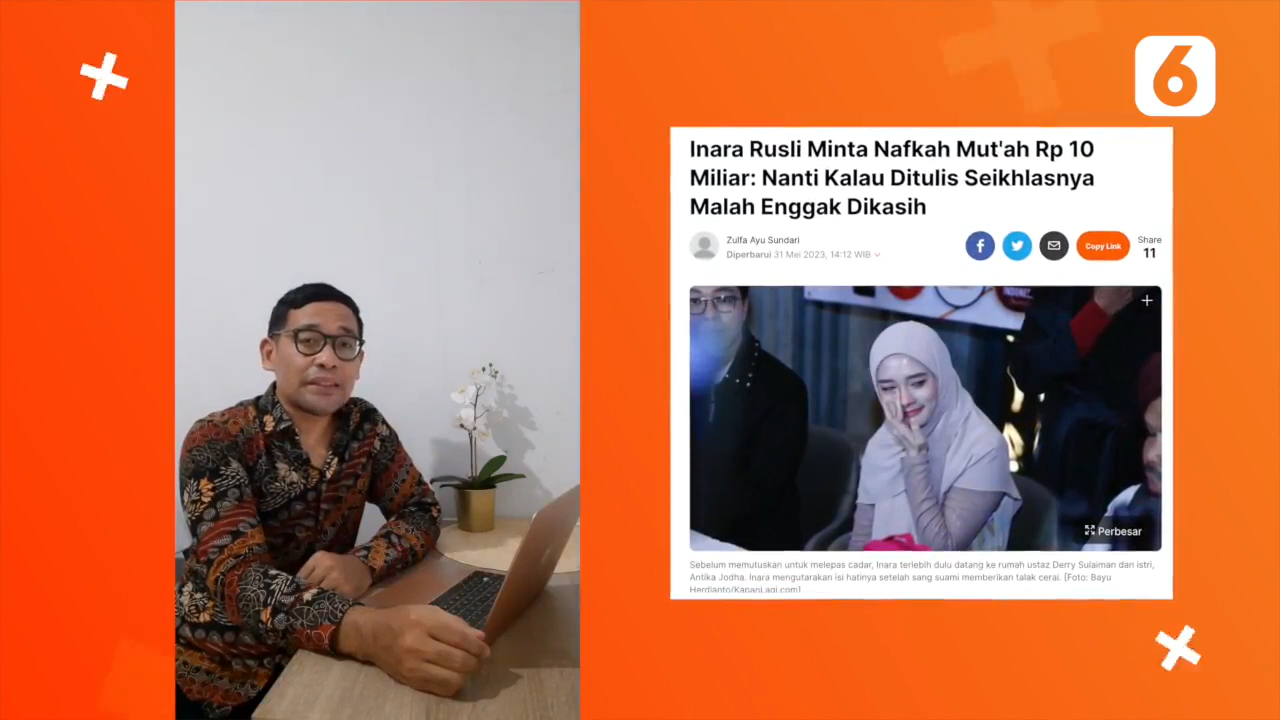 6
Inara Rusli Minta Nafkah Mut'ah Rp 10
Miliar: Nanti Kalau Ditulis Seikhlasnya
Malah Enggak Dikasih
Zulfa Ayu Sundari
Diperbarui 31 Mei 2023, 14:12 WIB
Copy Link
Share
11
Perbesar
Sebelum memutuskan untuk melepas cadar, Inara terlebih dulu datang ke rumah ustaz Derry Sulaiman dan istri,
Antika Jodha. Inara mengutarakan isi hatinya setelah sang suami memberikan talak cerai. [Foto: Bayu
Herdianto/KapanLagi.com]